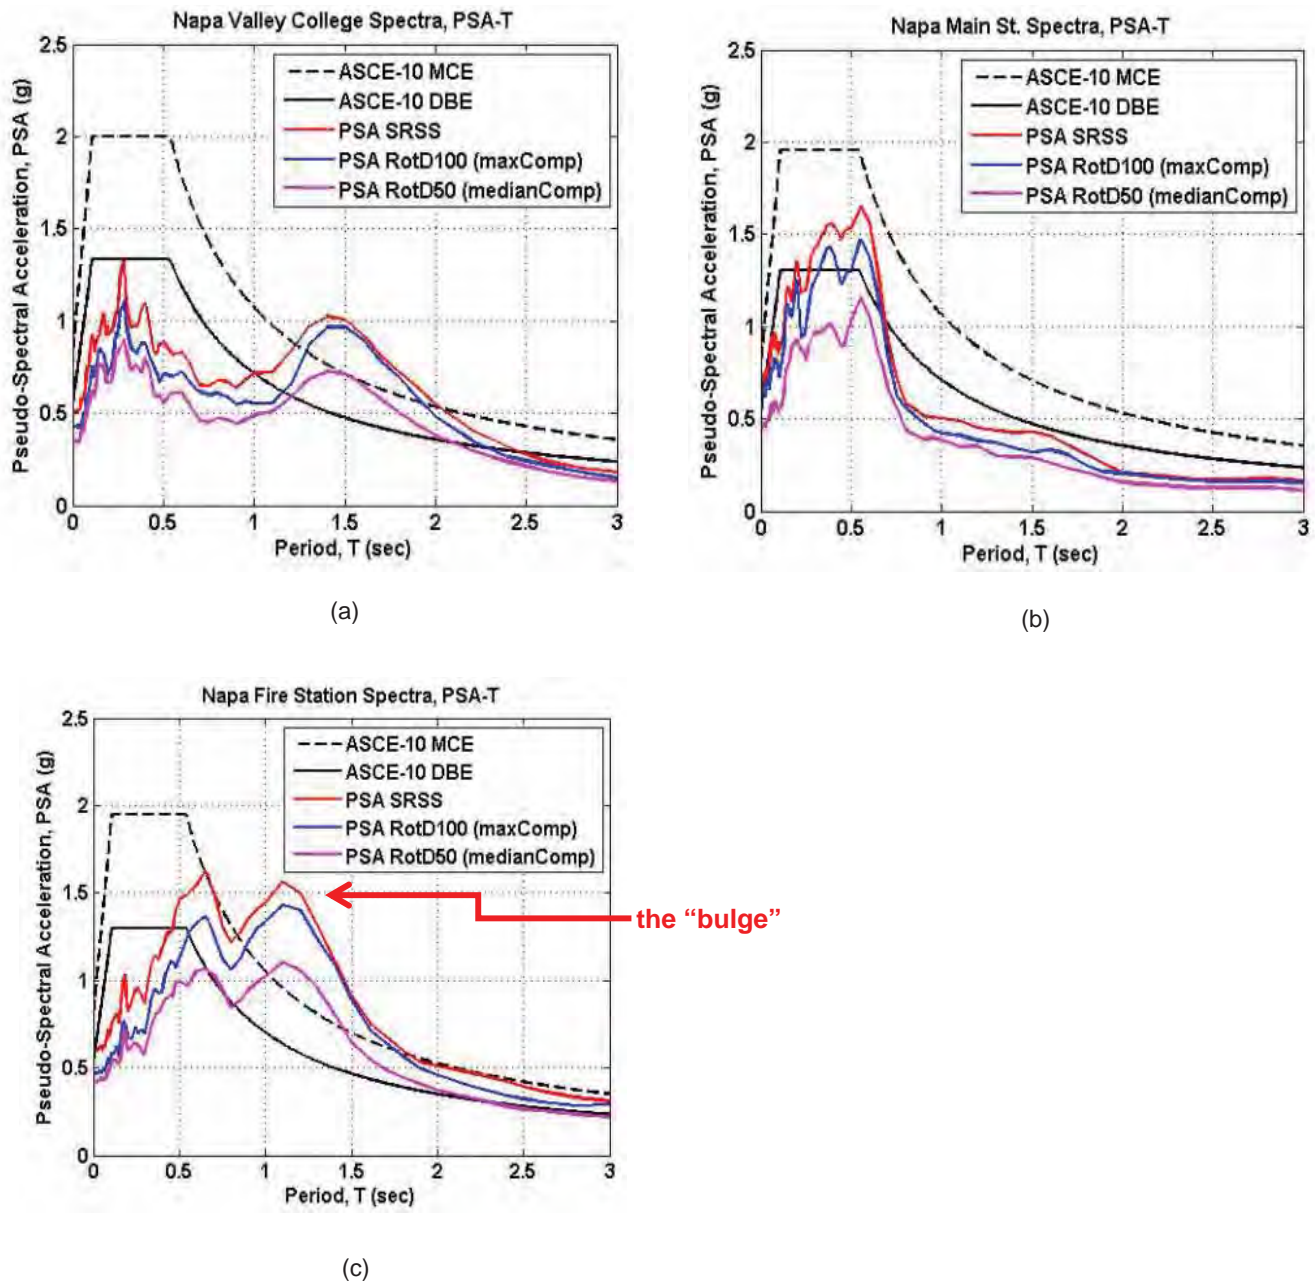 Napa Valley College Spectra, PSA-T
2.5
2
1.5
1
0.5
0
Pseudo-Spectral Acceleration, PSA (g)
ASCE-10 MCE
ASCE-10 DBE
PSA SRSS
PSA RotD100 (maxComp)
PSA RotD50 (medianComp)
0 0.5 1 1.5 2 2.5 3
Period, T (sec)
(a)
Napa Main St. Spectra, PSA-T
2.5
2
1.5
1
0.5
0
Pseudo-Spectral Acceleration, PSA (g)
ASCE-10 MCE
ASCE-10 DBE
PSA SRSS
PSA RotD100 (maxComp)
PSA RotD50 (medianComp)
0 0.5 1 1.5 2 2.5 3
Period, T (sec)
(b)
Napa Fire Station Spectra, PSA-T
2.5
2
1.5
1
0.5
0
Pseudo-Spectral Acceleration, PSA (g)
ASCE-10 MCE
ASCE-10 DBE
PSA SRSS
PSA RotD100 (maxComp)
PSA RotD50 (medianComp)
the “bulge”
0 0.5 1 1.5 2 2.5 3
Period, T (sec)
(c)